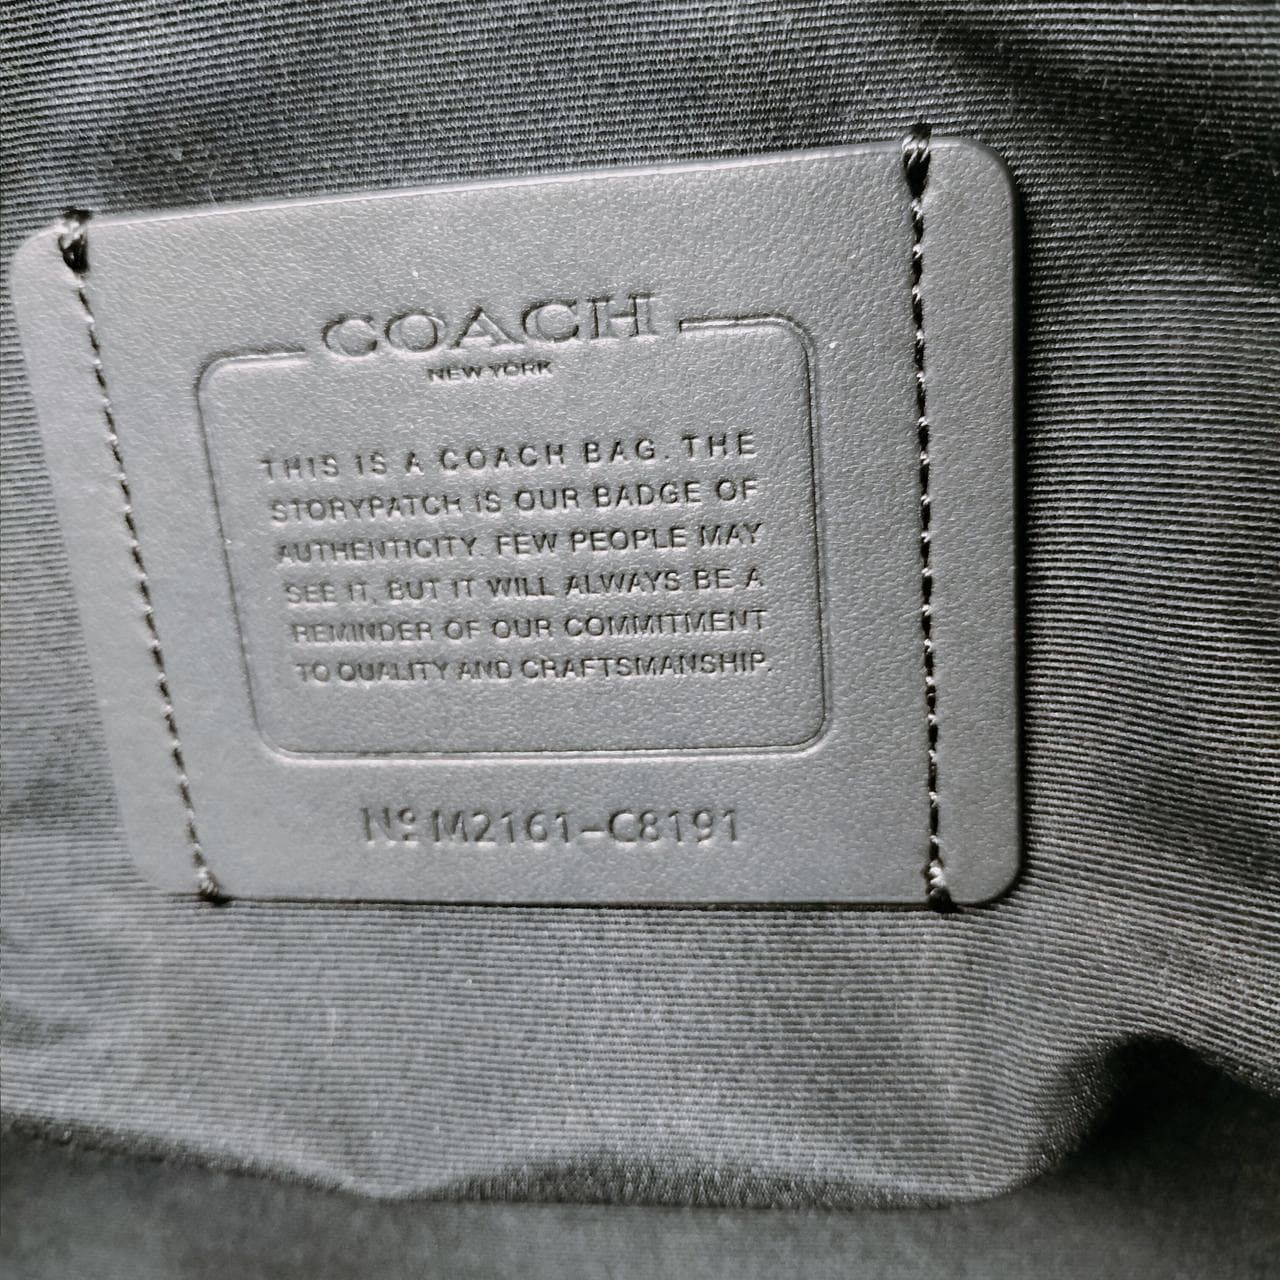 COACH
NEW YORK
THIS IS A COACH BAG. THE
STORYPATCH IS OUR BADGE OF
AUTHENTICITY. FEW PEOPLE MAY
SEE IT, BUT IT WILL ALWAYS BE A
REMINDER OF OUR COMMITMENT
TO QUALITY AND CRAFTSMANSHIP.
Nº M2161-C8191